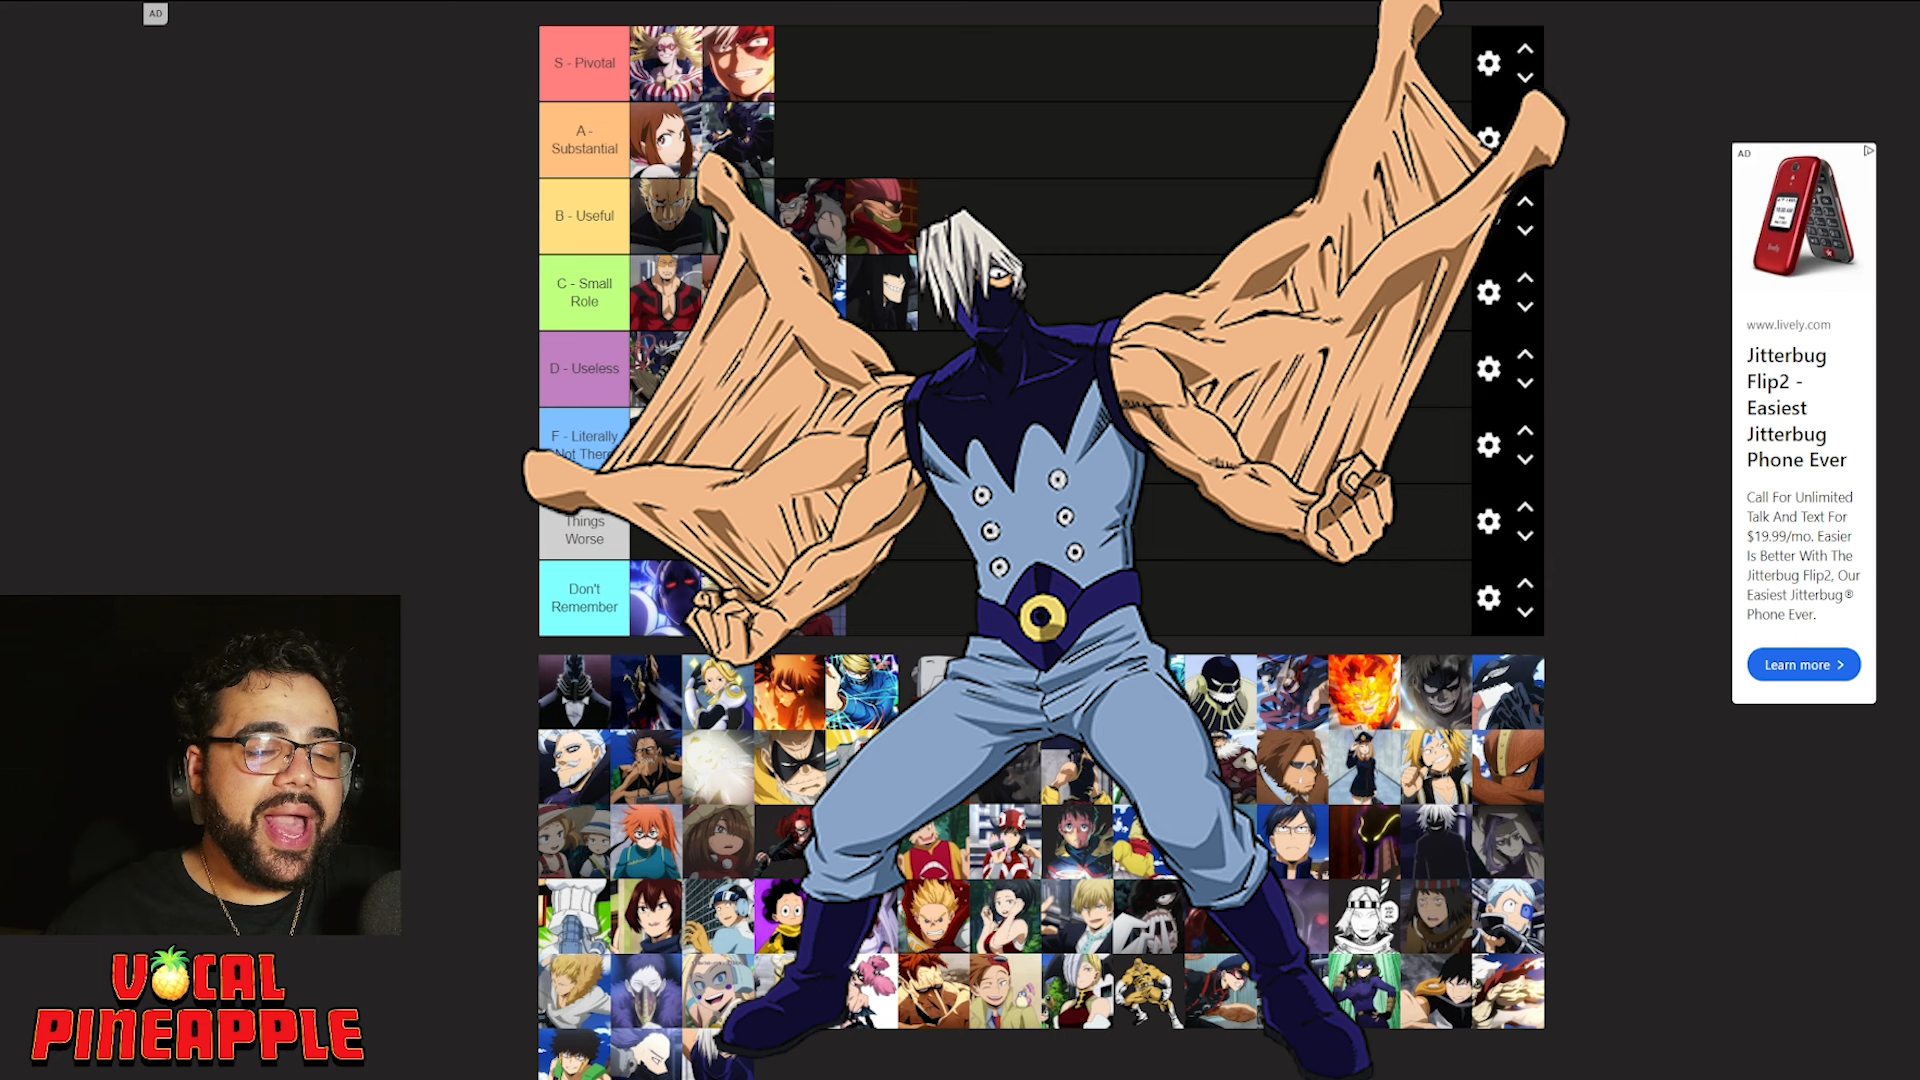 AD
S - Pivotal
A -
Substantial
B - Useful
C - Small
Role
D - Useless
F - Literally
Not There
Things
Worse
Don't
Remember
AD
www.lively.com
Jitterbug
Flip2 -
Easiest
Jitterbug
Phone Ever
Call For Unlimited
Talk And Text For
$19.99/mo. Easier
Is Better With The
Jitterbug Flip2, Our
Easiest Jitterbug®
Phone Ever.
Learn more >
VOCAL
PINEAPPLE